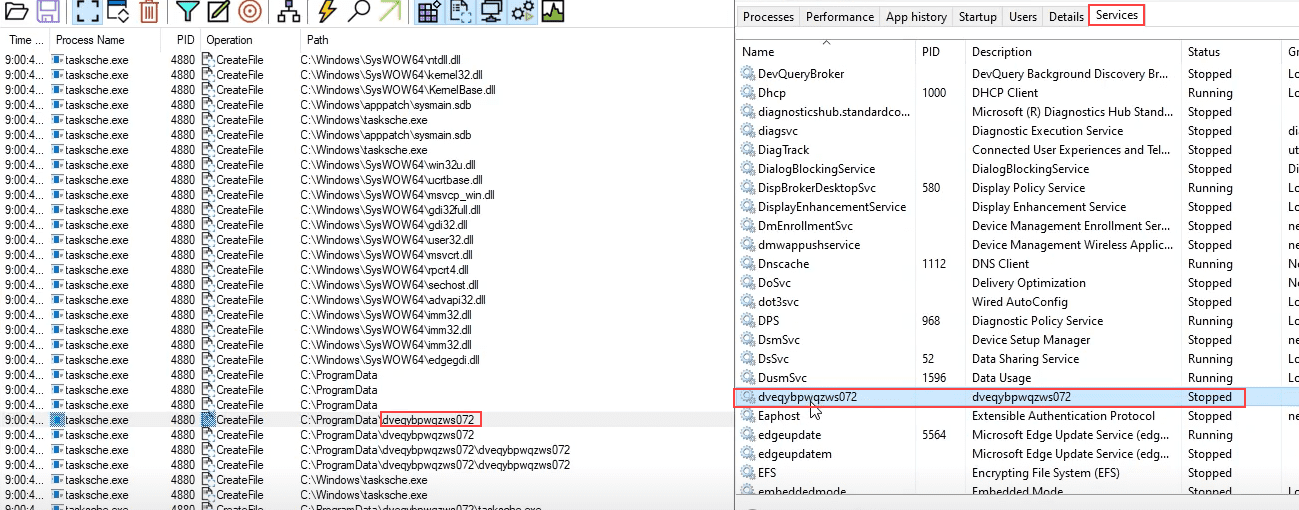 Time ... Process Name PID Operation Path
9:00:4... tasksche.exe 4880 CreateFile C:\Windows\SysWOW64\ntdll.dll
9:00:4... tasksche.exe 4880 CreateFile C:\Windows\SysWOW64\kernel32.dll
9:00:4... tasksche.exe 4880 CreateFile C:\Windows\SysWOW64\KernelBase.dll
9:00:4... tasksche.exe 4880 CreateFile C:\Windows\apppatch\sysmain.sdb
9:00:4... tasksche.exe 4880 CreateFile C:\Windows\tasksche.exe
9:00:4... tasksche.exe 4880 CreateFile C:\Windows\apppatch\sysmain.sdb
9:00:4... tasksche.exe 4880 CreateFile C:\Windows\tasksche.exe
9:00:4... tasksche.exe 4880 CreateFile C:\Windows\SysWOW64\win32u.dll
9:00:4... tasksche.exe 4880 CreateFile C:\Windows\SysWOW64\ucrtbase.dll
9:00:4... tasksche.exe 4880 CreateFile C:\Windows\SysWOW64\msvcp_win.dll
9:00:4... tasksche.exe 4880 CreateFile C:\Windows\SysWOW64\gdi32full.dll
9:00:4... tasksche.exe 4880 CreateFile C:\Windows\SysWOW64\gdi32.dll
9:00:4... tasksche.exe 4880 CreateFile C:\Windows\SysWOW64\user32.dll
9:00:4... tasksche.exe 4880 CreateFile C:\Windows\SysWOW64\msvcrt.dll
9:00:4... tasksche.exe 4880 CreateFile C:\Windows\SysWOW64\rpcrt4.dll
9:00:4... tasksche.exe 4880 CreateFile C:\Windows\SysWOW64\sechost.dll
9:00:4... tasksche.exe 4880 CreateFile C:\Windows\SysWOW64\advapi32.dll
9:00:4... tasksche.exe 4880 CreateFile C:\Windows\SysWOW64\imm32.dll
9:00:4... tasksche.exe 4880 CreateFile C:\Windows\SysWOW64\imm32.dll
9:00:4... tasksche.exe 4880 CreateFile C:\Windows\SysWOW64\imm32.dll
9:00:4... tasksche.exe 4880 CreateFile C:\Windows\SysWOW64\edgegdi.dll
9:00:4... tasksche.exe 4880 CreateFile C:\ProgramData
9:00:4... tasksche.exe 4880 CreateFile C:\ProgramData
9:00:4... tasksche.exe 4880 CreateFile C:\ProgramData
9:00:4... tasksche.exe 4880 CreateFile C:\ProgramData\dveqybpwqzws072
9:00:4... tasksche.exe 4880 CreateFile C:\ProgramData\dveqybpwqzws072
9:00:4... tasksche.exe 4880 CreateFile C:\ProgramData\dveqybpwqzws072\dveqybpwqzws072
9:00:4... tasksche.exe 4880 CreateFile C:\ProgramData\dveqybpwqzws072\dveqybpwqzws072
9:00:4... tasksche.exe 4880 CreateFile C:\Windows\tasksche.exe
9:00:4... tasksche.exe 4880 CreateFile C:\Windows\tasksche.exe
9:00:4... tasksche.exe 4880 CreateFile C:\ProgramData\dveqybpwqzws072\tasksche.exe
Processes Performance App history Startup Users Details Services
Name PID Description Status Gr
DevQueryBroker DevQuery Background Discovery Br... Stopped Lo
Dhcp 1000 DHCP Client Running Lo
diagnosticshub.standardco... Microsoft (R) Diagnostics Hub Stand... Stopped
diagsvc Diagnostic Execution Service Stopped dia
DiagTrack Connected User Experiences and Tel... Stopped ut
DialogBlockingService DialogBlockingService Stopped Di
DispBrokerDesktopSvc 580 Display Policy Service Running Lo
DisplayEnhancementService Display Enhancement Service Stopped Lo
DmEnrollmentSvc Device Management Enrollment Ser... Stopped ne
dmwappushservice Device Management Wireless Applic... Stopped ne
Dnscache 1112 DNS Client Running Ne
DoSvc Delivery Optimization Stopped Ne
dot3svc Wired AutoConfig Stopped Lo
DPS 968 Diagnostic Policy Service Running Lo
DsmSvc Device Setup Manager Stopped ne
DsSvc 52 Data Sharing Service Running Lo
DusmSvc 1596 Data Usage Running Lo
dveqybpwqzws072 dveqybpwqzws072 Stopped
Eaphost Extensible Authentication Protocol Stopped ne
edgeupdate 5564 Microsoft Edge Update Service (edg... Running
edgeupdatem Microsoft Edge Update Service (edg... Stopped
EFS Encrypting File System (EFS) Stopped
embeddedmode Embedded Mode Stopped Lo